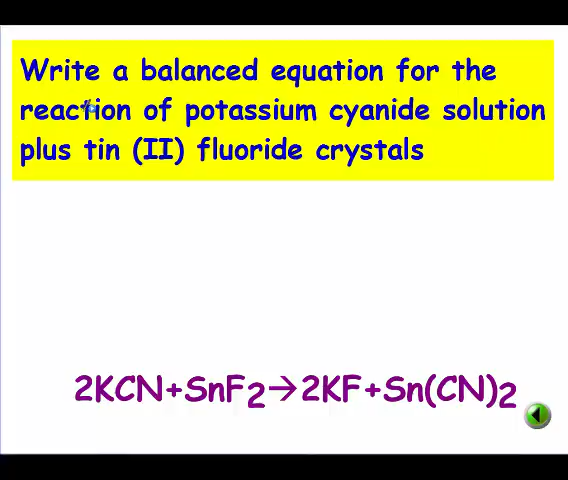 Write a balanced equation for the
reaction of potassium cyanide solution
plus tin (II) fluoride crystals
2KCN+SnF2→2KF+Sn(CN)2